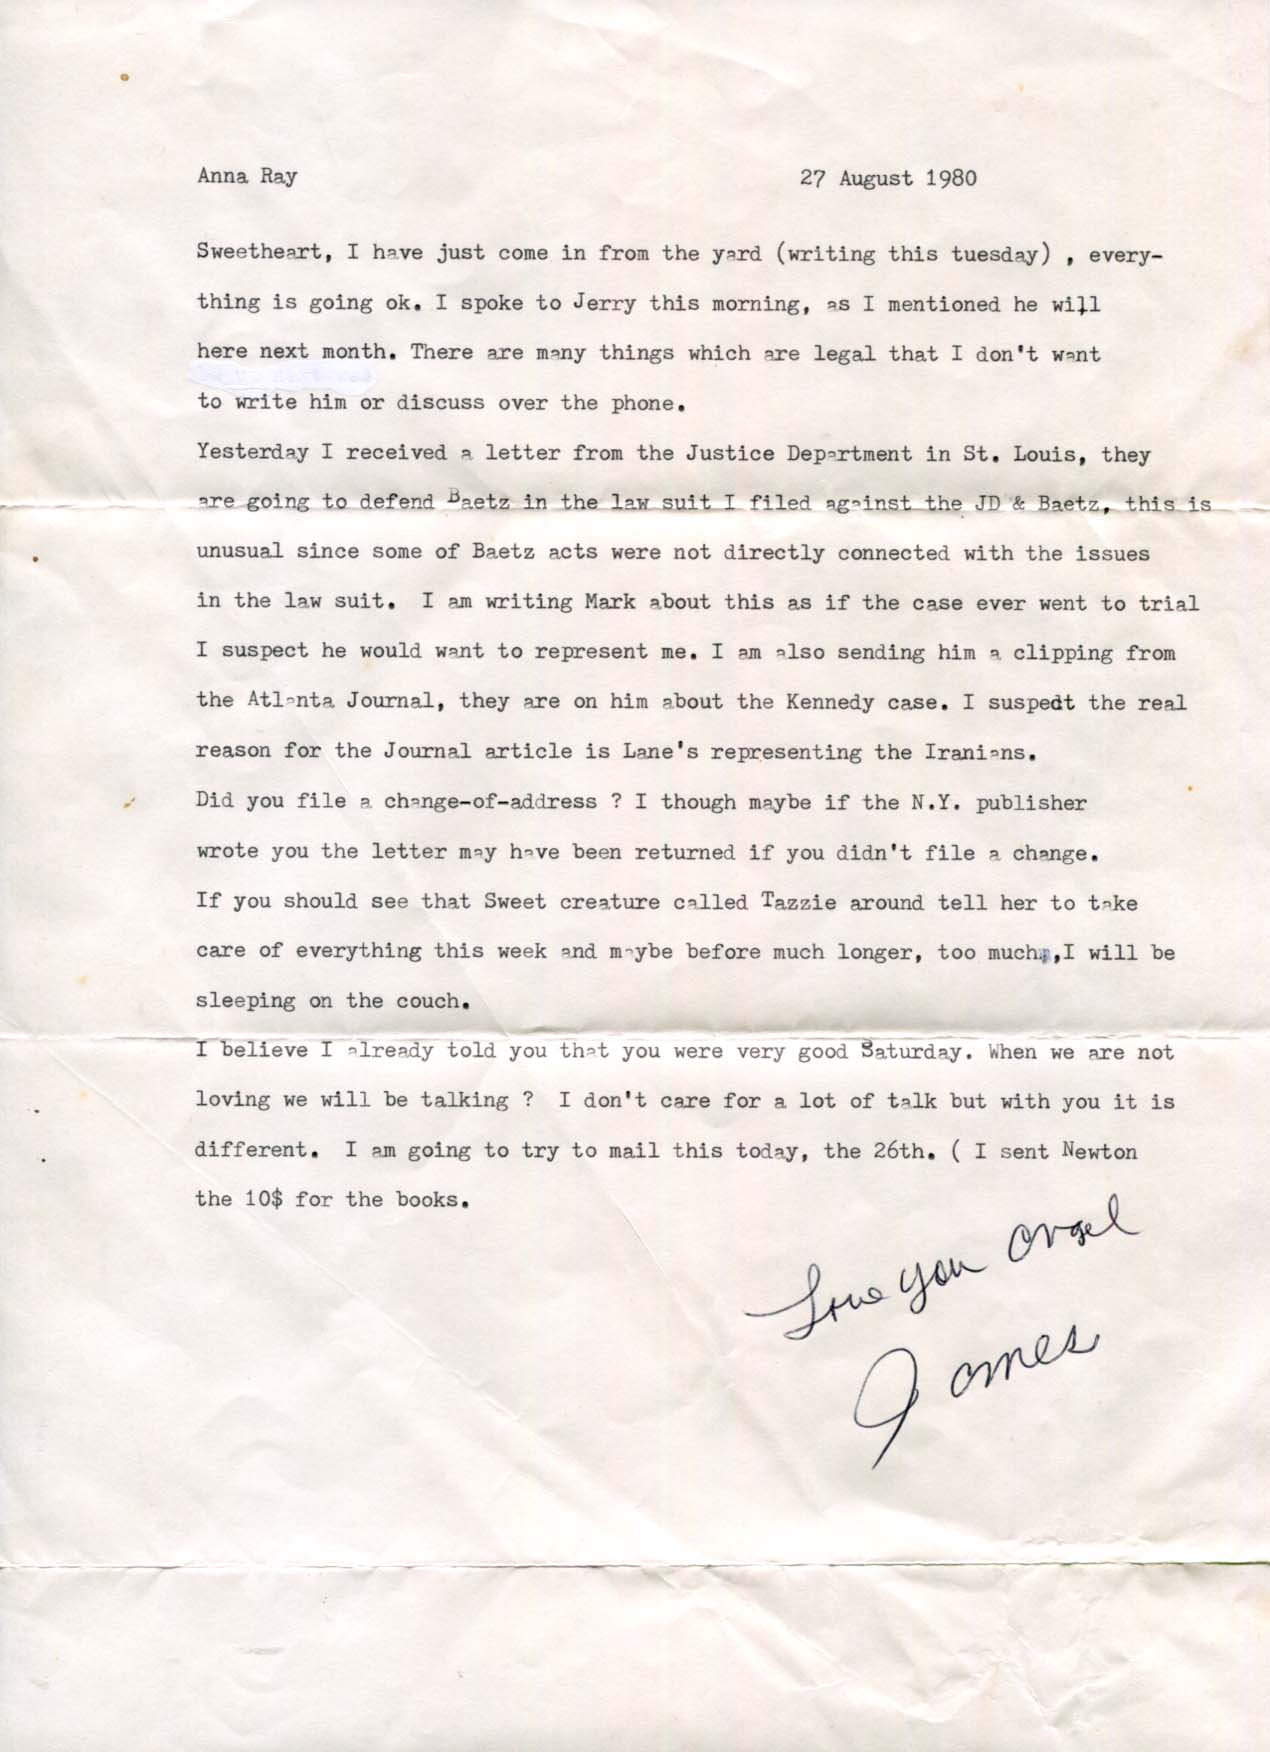 Anna Ray 27 August 1980
Sweetheart, I have just come in from the yard (writing this tuesday) , every-
thing is going ok. I spoke to Jerry this morning, as I mentioned he will
here next month. There are many things which are legal that I don't want
to write him or discuss over the phone.
Yesterday I received a letter from the Justice Department in St. Louis, they
are going to defend Baetz in the law suit I filed against the JD & Baetz, this is
unusual since some of Baetz acts were not directly connected with the issues
in the law suit. I am writing Mark about this as if the case ever went to trial
I suspect he would want to represent me. I am also sending him a clipping from
the Atlanta Journal, they are on him about the Kennedy case. I suspedt the real
reason for the Journal article is Lane's representing the Iranians.
Did you file a change-of-address ? I though maybe if the N.Y. publisher
wrote you the letter may have been returned if you didn't file a change.
If you should see that Sweet creature called Tazzie around tell her to take
care of everything this week and maybe before much longer, too much,,I will be
sleeping on the couch.
I believe I already told you that you were very good Saturday. When we are not
loving we will be talking ? I don't care for a lot of talk but with you it is
different. I am going to try to mail this today, the 26th. ( I sent Newton
the 10$ for the books.
Love you Angel
James